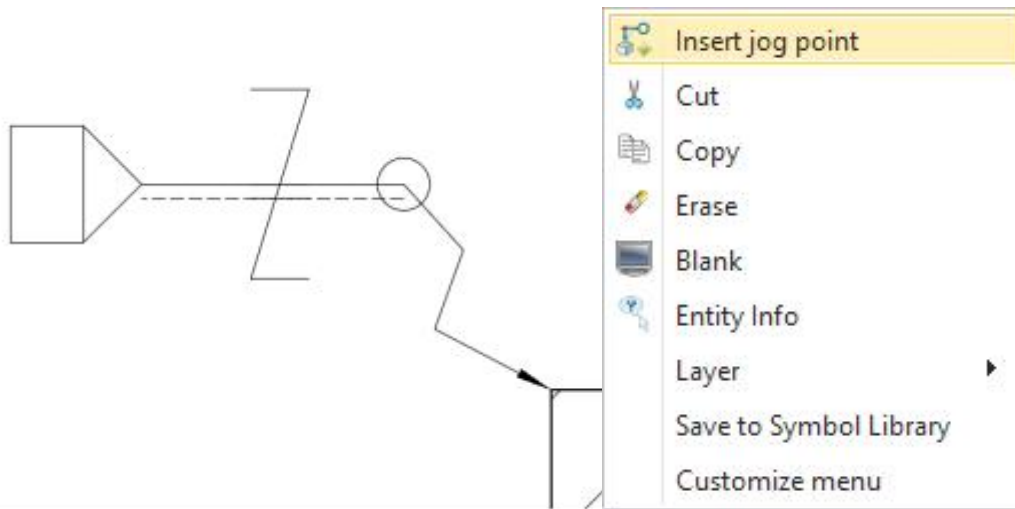 Insert jog point
Cut
Copy
Erase
Blank
Entity Info
Layer
Save to Symbol Library
Customize menu